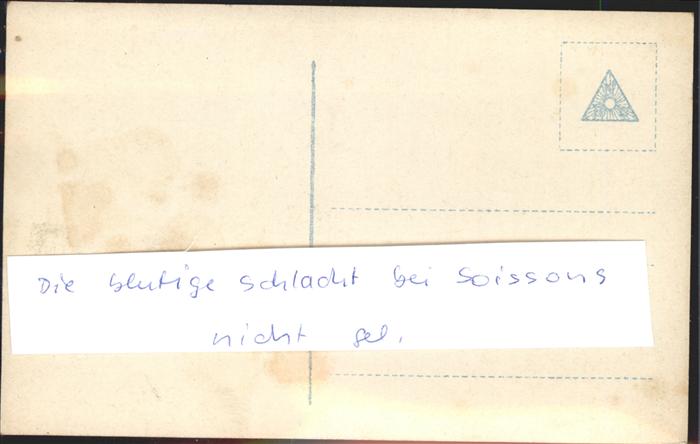 Die blutige Schlacht bei Soissons
nicht gel.